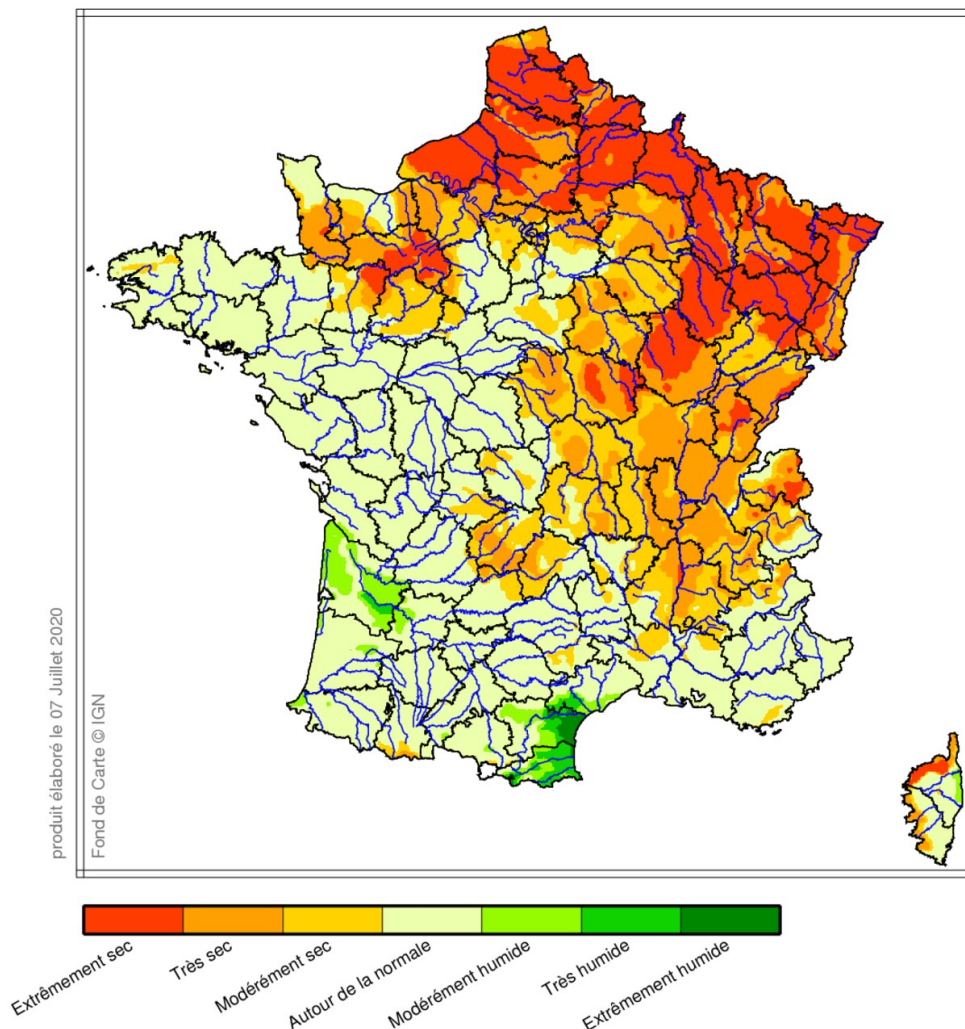 produit élaboré le 07 Juillet 2020
Fond de Carte © IGN
Extrêmement sec
Très sec
Modérément sec
Autour de la normale
Modérément humide
Très humide
Extrêmement humide